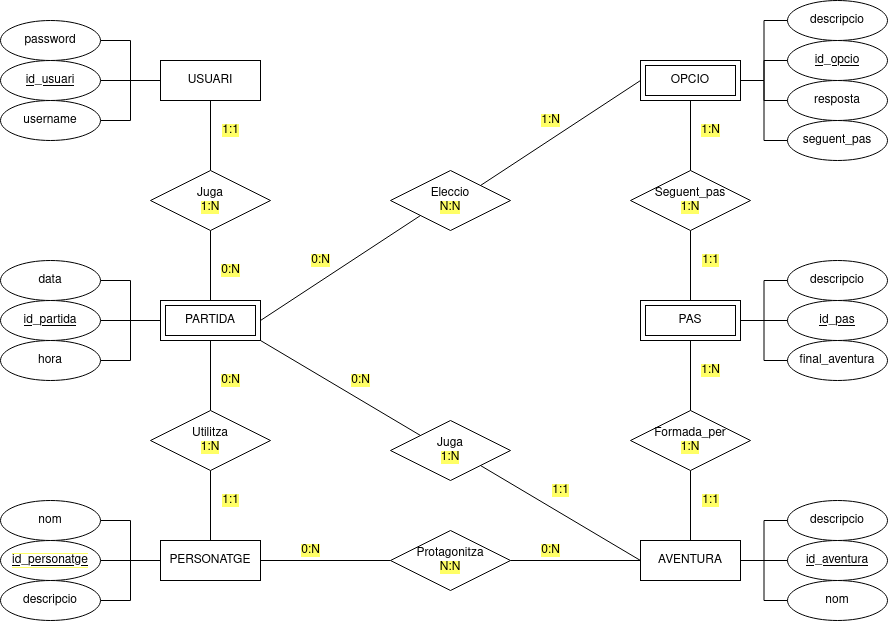 password
id_usuari
username
USUARI
1:1
Juga
1:N
0:N
data
id_partida
hora
PARTIDA
0:N
Utilitza
1:N
1:1
nom
id_personatge
descripcio
PERSONATGE
1:N
Eleccio
N:N
0:N
0:N
Juga
1:N
1:1
0:N
Protagonitza
N:N
0:N
OPCIO
descripcio
id_opcio
resposta
seguent_pas
1:N
Seguent_pas
1:N
1:1
PAS
descripcio
id_pas
final_aventura
1:N
Formada_per
1:N
1:1
AVENTURA
descripcio
id_aventura
nom